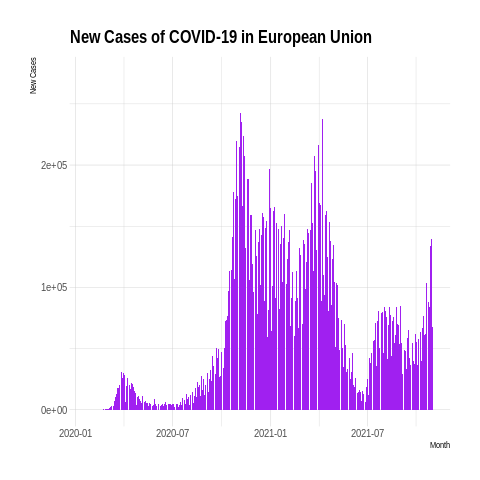 New Cases of COVID-19 in European Union
New Cases
2e+05
1e+05
0e+00
2020-01 2020-07 2021-01 2021-07
Month